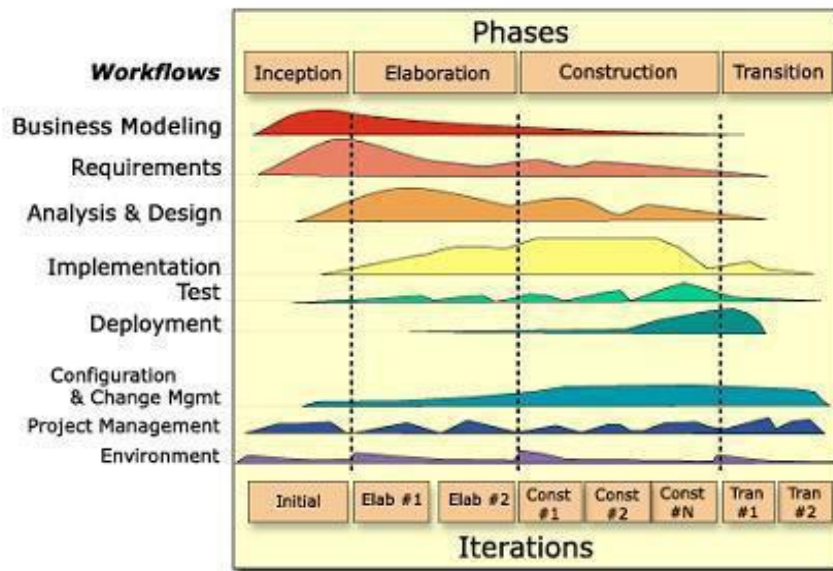 Phases
Workflows
Inception
Elaboration
Construction
Transition
Business Modeling
Requirements
Analysis & Design
Implementation
Test
Deployment
Configuration
& Change Mgmt
Project Management
Environment
Initial
Elab #1
Elab #2
Const
#1
Const
#2
Const
#N
Tran
#1
Tran
#2
Iterations